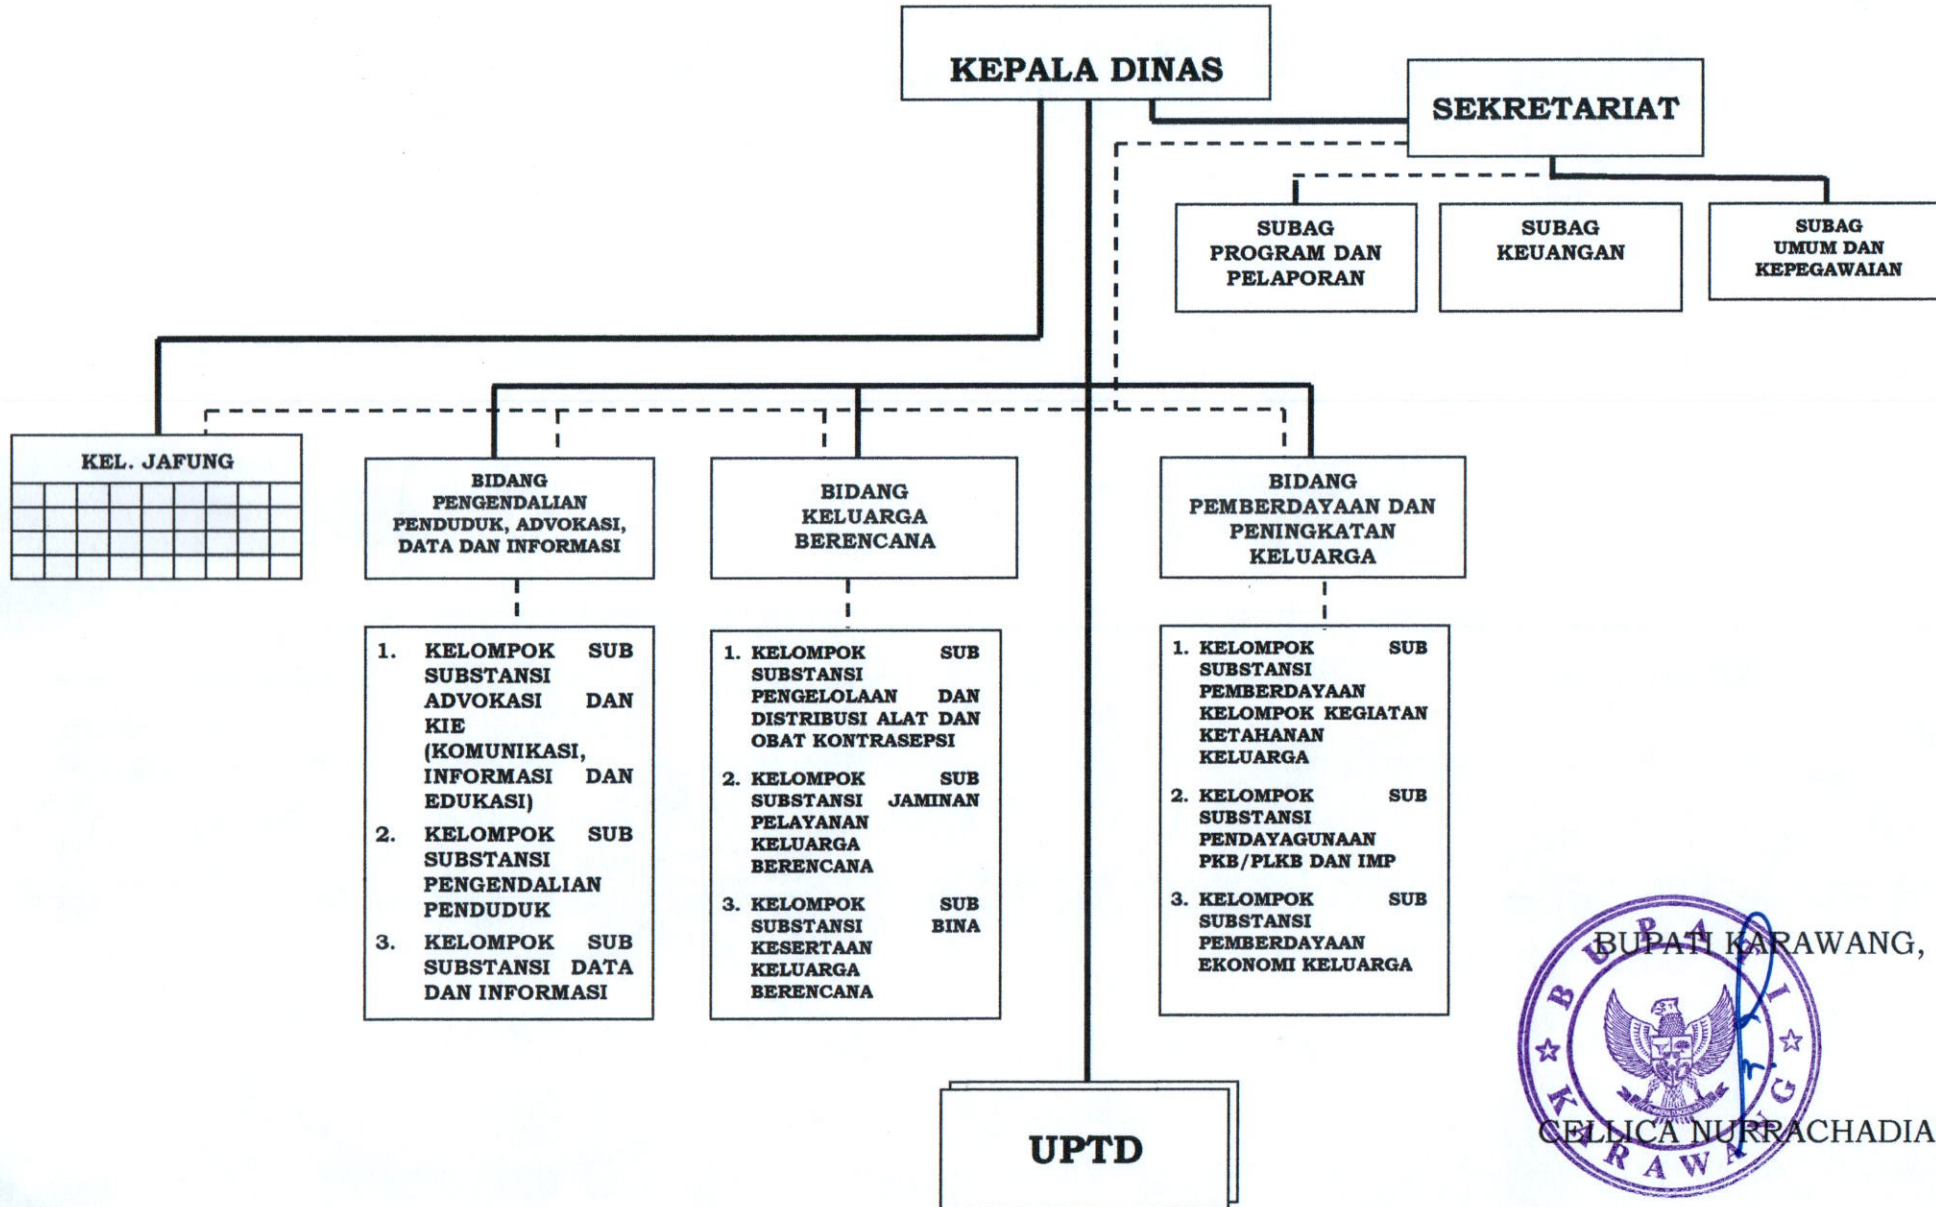 KEPALA DINAS
SEKRETARIAT
SUBAG
PROGRAM DAN
PELAPORAN
SUBAG
KEUANGAN
SUBAG
UMUM DAN
KEPEGAWAIAN
KEL. JAFUNG
BIDANG
PENGENDALIAN
PENDUDUK, ADVOKASI,
DATA DAN INFORMASI
BIDANG
KELUARGA
BERENCANA
BIDANG
PEMBERDAYAAN DAN
PENINGKATAN
KELUARGA
1. KELOMPOK SUB
SUBSTANSI
ADVOKASI DAN
KIE
(KOMUNIKASI,
INFORMASI DAN
EDUKASI)
2. KELOMPOK SUB
SUBSTANSI
PENGENDALIAN
PENDUDUK
3. KELOMPOK SUB
SUBSTANSI DATA
DAN INFORMASI
1. KELOMPOK SUB
SUBSTANSI
PENGELOLAAN DAN
DISTRIBUSI ALAT DAN
OBAT KONTRASEPSI
2. KELOMPOK SUB
SUBSTANSI JAMINAN
PELAYANAN
KELUARGA
BERENCANA
3. KELOMPOK SUB
SUBSTANSI BINA
KESERTAAN
KELUARGA
BERENCANA
1. KELOMPOK SUB
SUBSTANSI
PEMBERDAYAAN
KELOMPOK KEGIATAN
KETAHANAN
KELUARGA
2. KELOMPOK SUB
SUBSTANSI
PENDAYAGUNAAN
PKB/PLKB DAN IMP
3. KELOMPOK SUB
SUBSTANSI
PEMBERDAYAAN
EKONOMI KELUARGA
UPTD
BUPATI KARAWANG,
BUPATI
KARAWANG
CELLICA NURRACHADIA